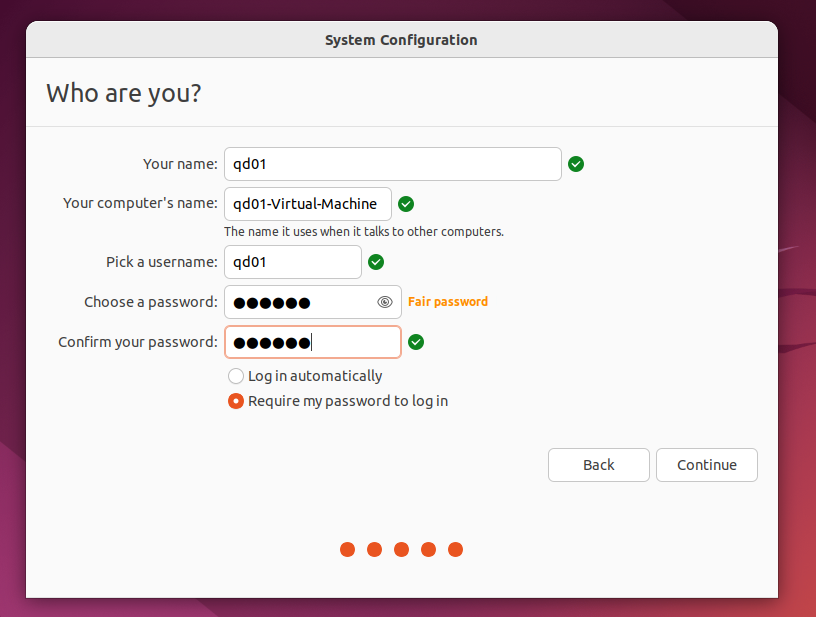 System Configuration
Who are you?
Your name: qd01
Your computer's name: qd01-Virtual-Machine
The name it uses when it talks to other computers.
Pick a username: qd01
Choose a password: ●●●●●● Fair password
Confirm your password: ●●●●●●
Log in automatically
Require my password to log in
Back Continue